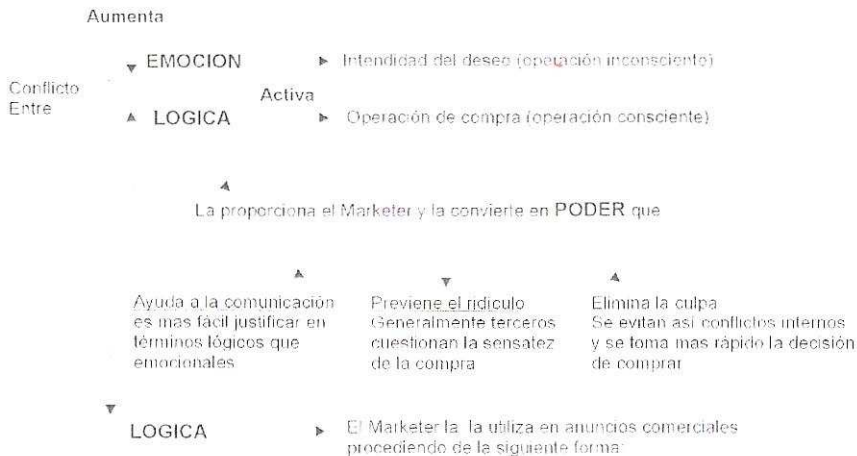 Aumenta
EMOCION
Intendidad del deseo (operación inconsciente)
Conflicto
Entre
Activa
LOGICA
Operación de compra (operación consciente)
La proporciona el Marketer y la convierte en PODER que
Ayuda a la comunicación
es mas fácil justificar en
términos lógicos que
emocionales
Previene el ridículo
Generalmente terceros
cuestionan la sensatez
de la compra
Elimina la culpa
Se evitan así conflictos internos
y se toma mas rápido la decisión
de comprar
LOGICA
El Marketer la la utiliza en anuncios comerciales
procediendo de la siguiente forma: